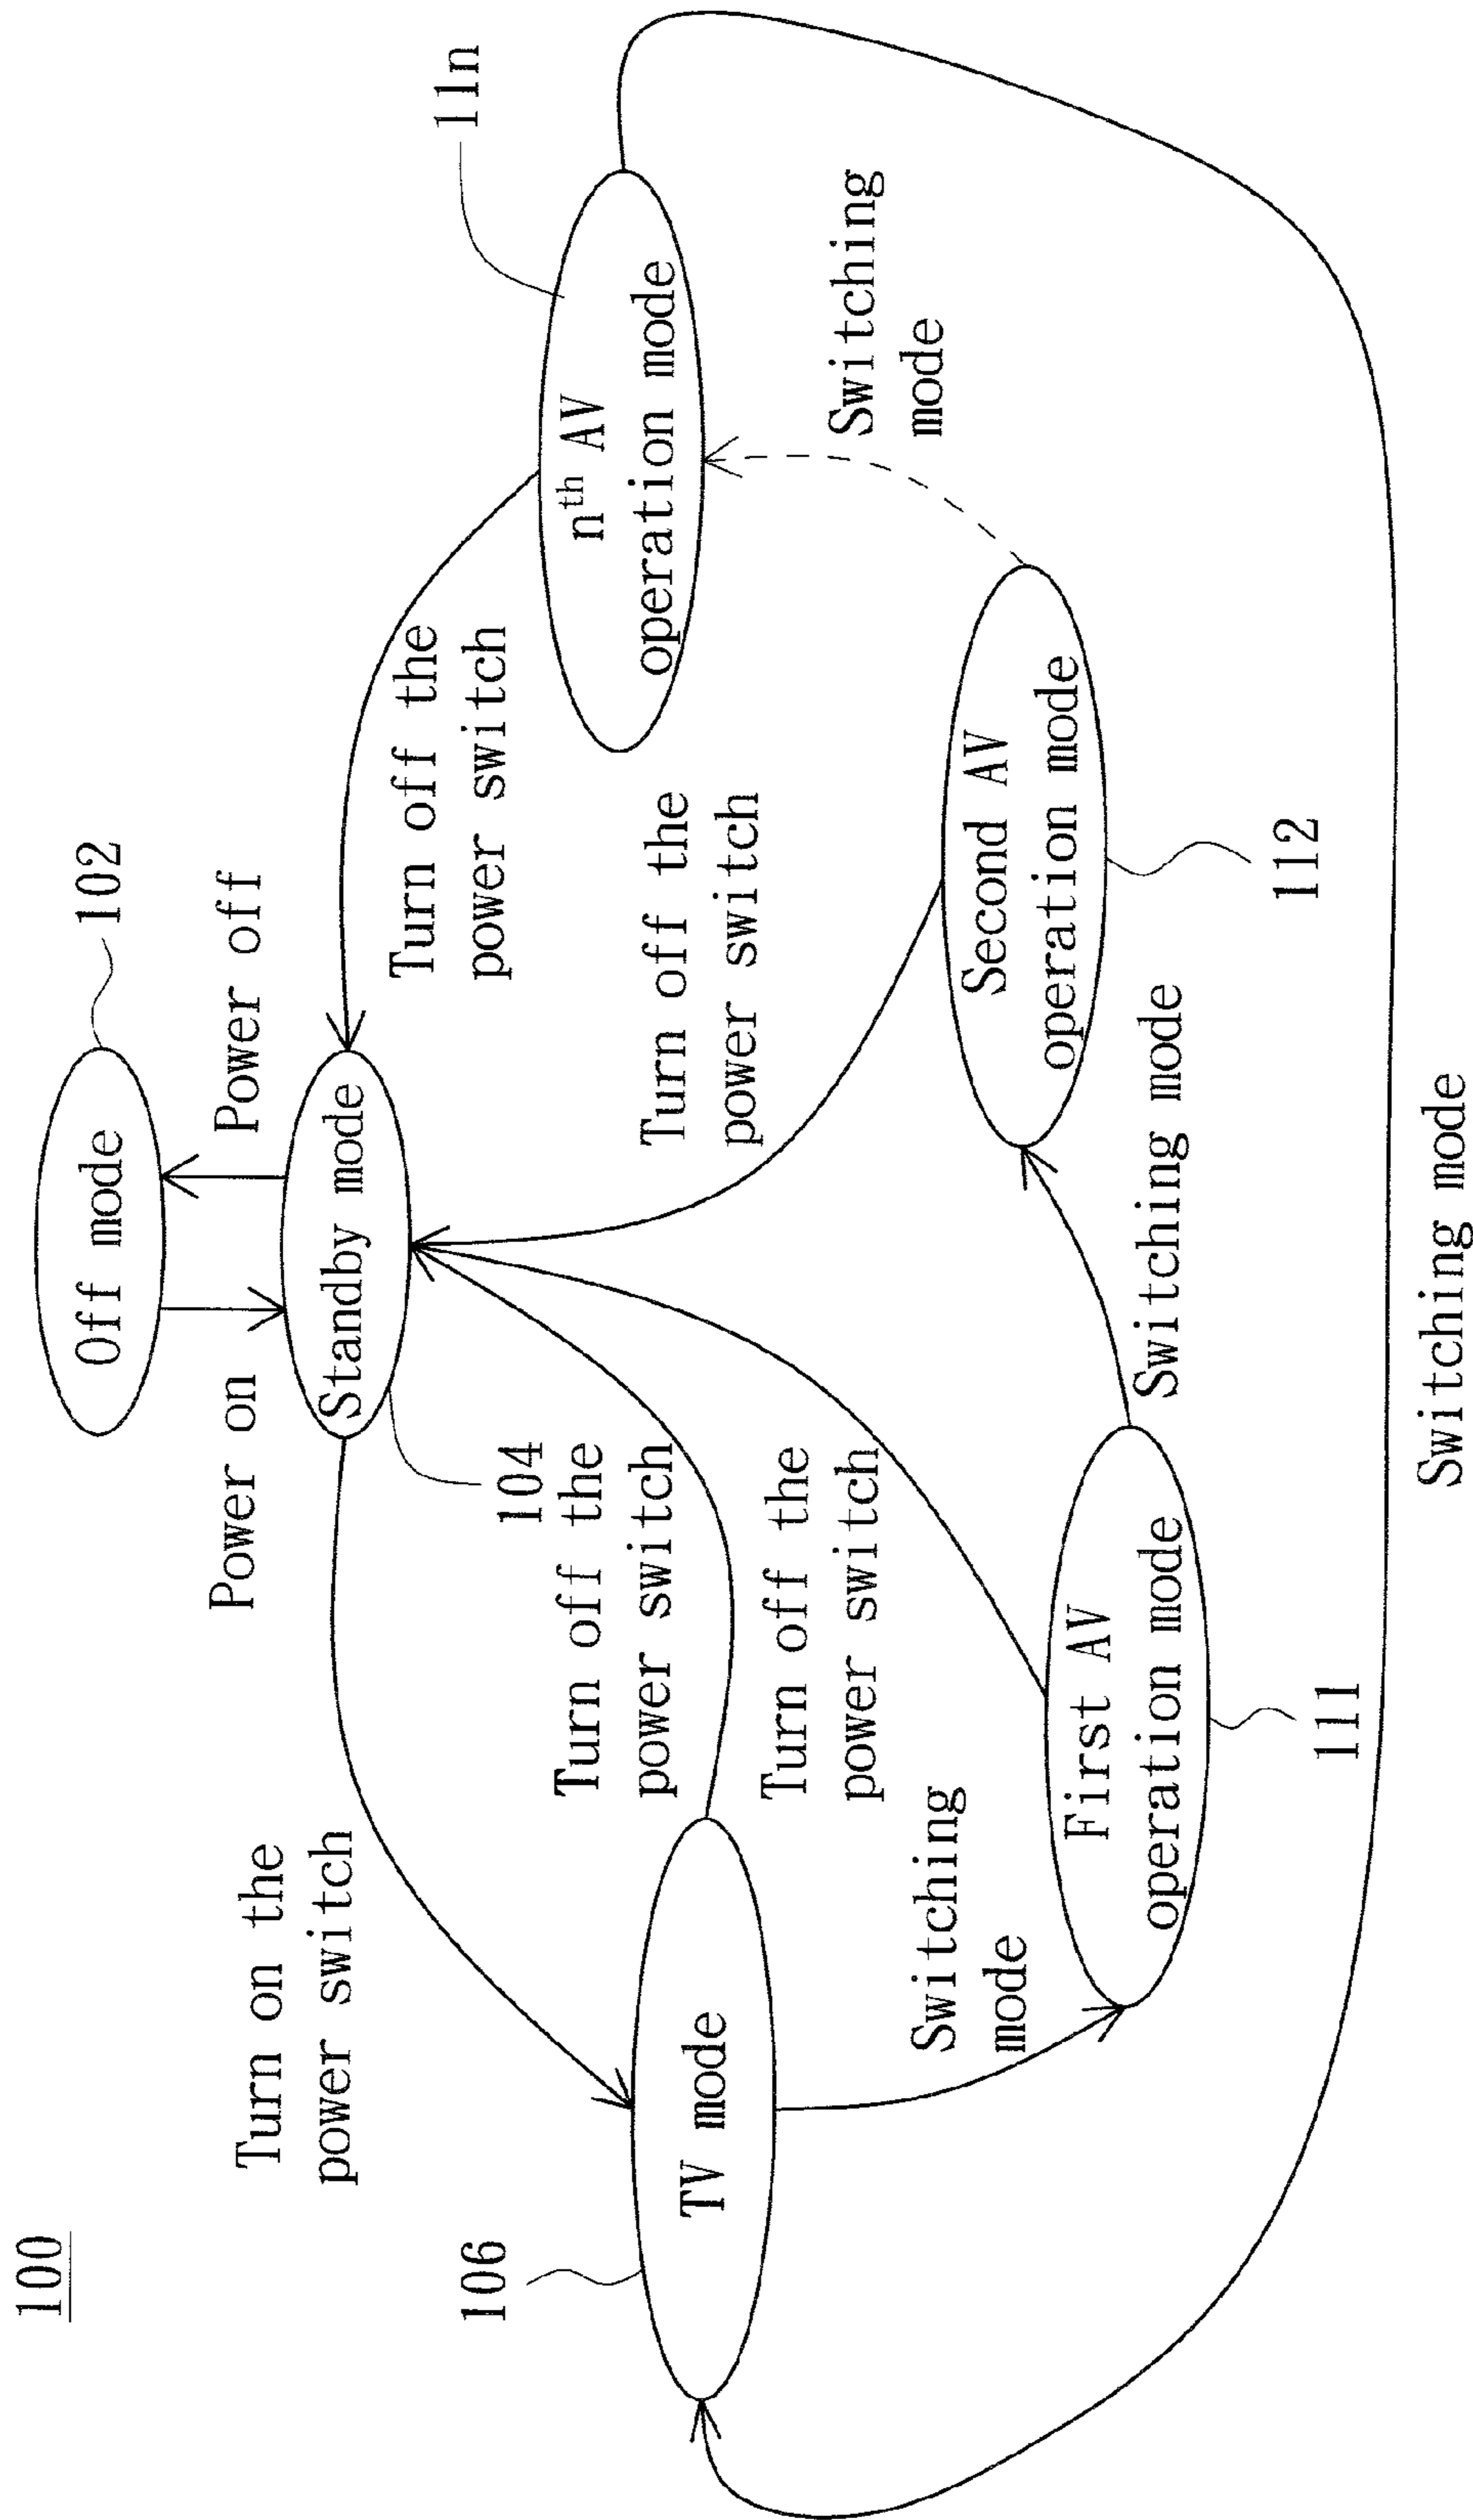 100
Off mode
102
Power on
Power off
Standby mode
104
Turn on the
power switch
Turn off the
power switch
11n
nth AV
operation mode
106
TV mode
Turn off the
power switch
Turn off the
power switch
Turn off the
power switch
Switching
mode
Switching
mode
Second AV
operation mode
112
First AV
operation mode
111
Switching mode
Switching mode